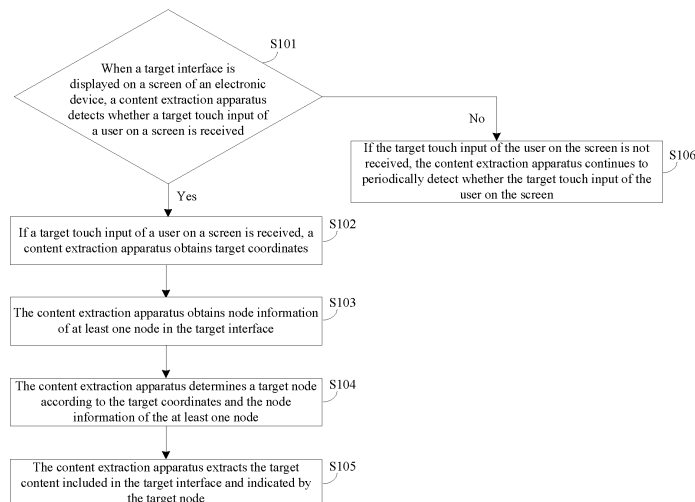 S101
When a target interface is
displayed on a screen of an electronic
device, a content extraction apparatus
detects whether a target touch input of
a user on a screen is received
No
If the target touch input of the user on the screen is not
received, the content extraction apparatus continues to
periodically detect whether the target touch input of the
user on the screen
S106
Yes
If a target touch input of a user on a screen is received, a
content extraction apparatus obtains target coordinates
S102
The content extraction apparatus obtains node information
of at least one node in the target interface
S103
The content extraction apparatus determines a target node
according to the target coordinates and the node
information of the at least one node
S104
The content extraction apparatus extracts the target
content included in the target interface and indicated by
the target node
S105